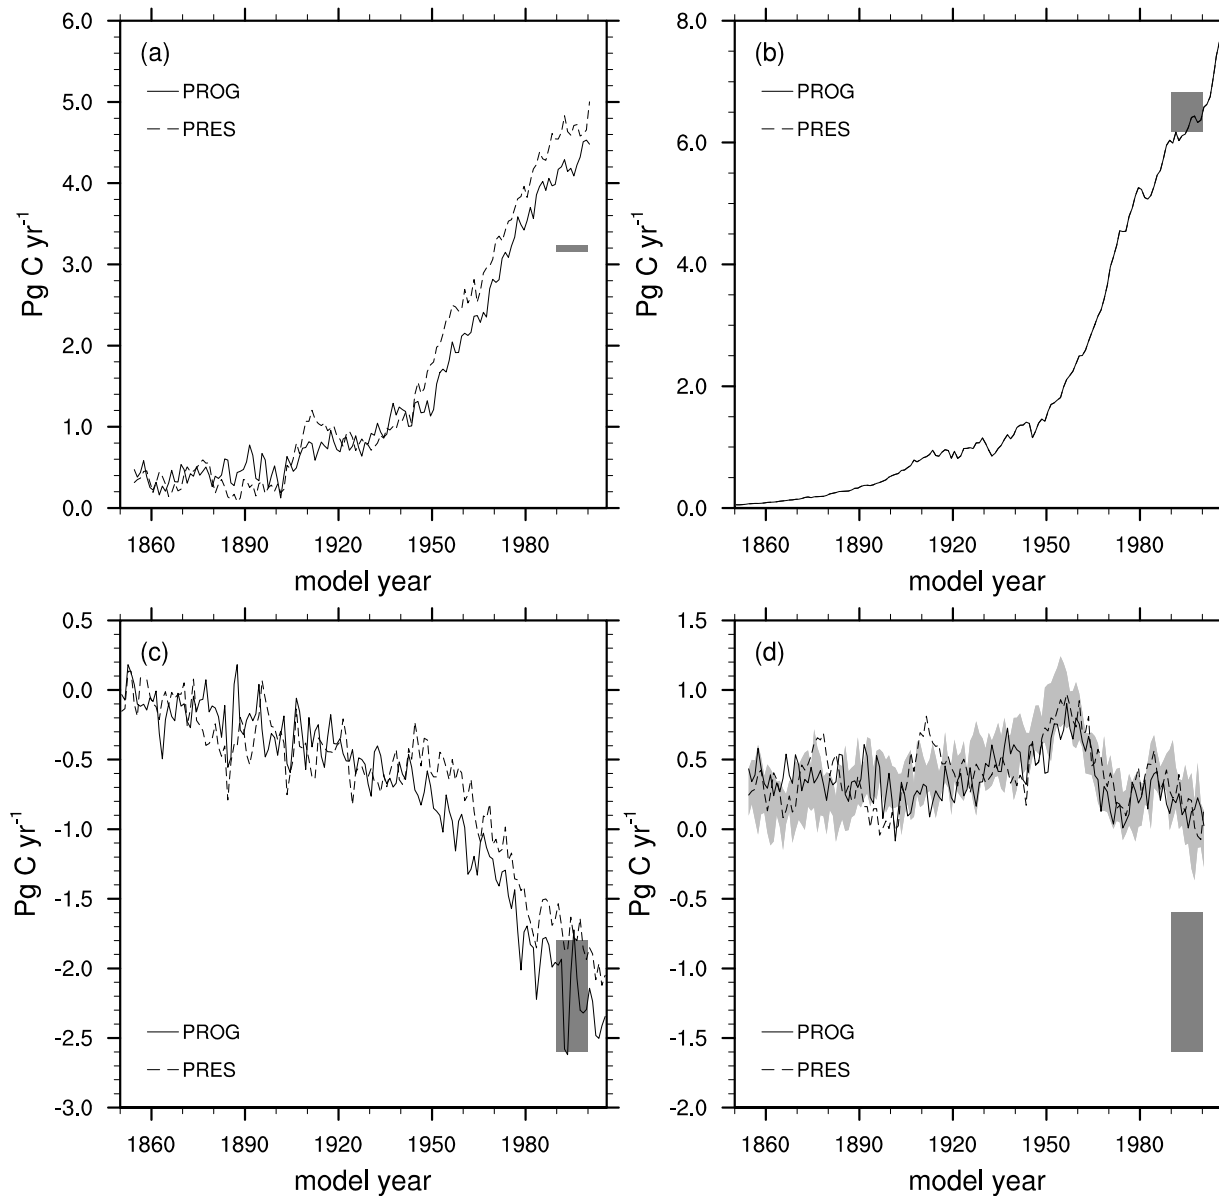 (a)
PROG
PRES
6.0
5.0
4.0
3.0
2.0
1.0
0.0
Pg C yr-1
1860 1890 1920 1950 1980
model year
(b)
PROG
PRES
8.0
6.0
4.0
2.0
0.0
Pg C yr-1
1860 1890 1920 1950 1980
model year
(c)
0.5
0.0
-0.5
-1.0
-1.5
-2.0
-2.5
-3.0
Pg C yr-1
PROG
PRES
1860 1890 1920 1950 1980
model year
(d)
1.5
1.0
0.5
0.0
-0.5
-1.0
-1.5
-2.0
Pg C yr-1
PROG
PRES
1860 1890 1920 1950 1980
model year